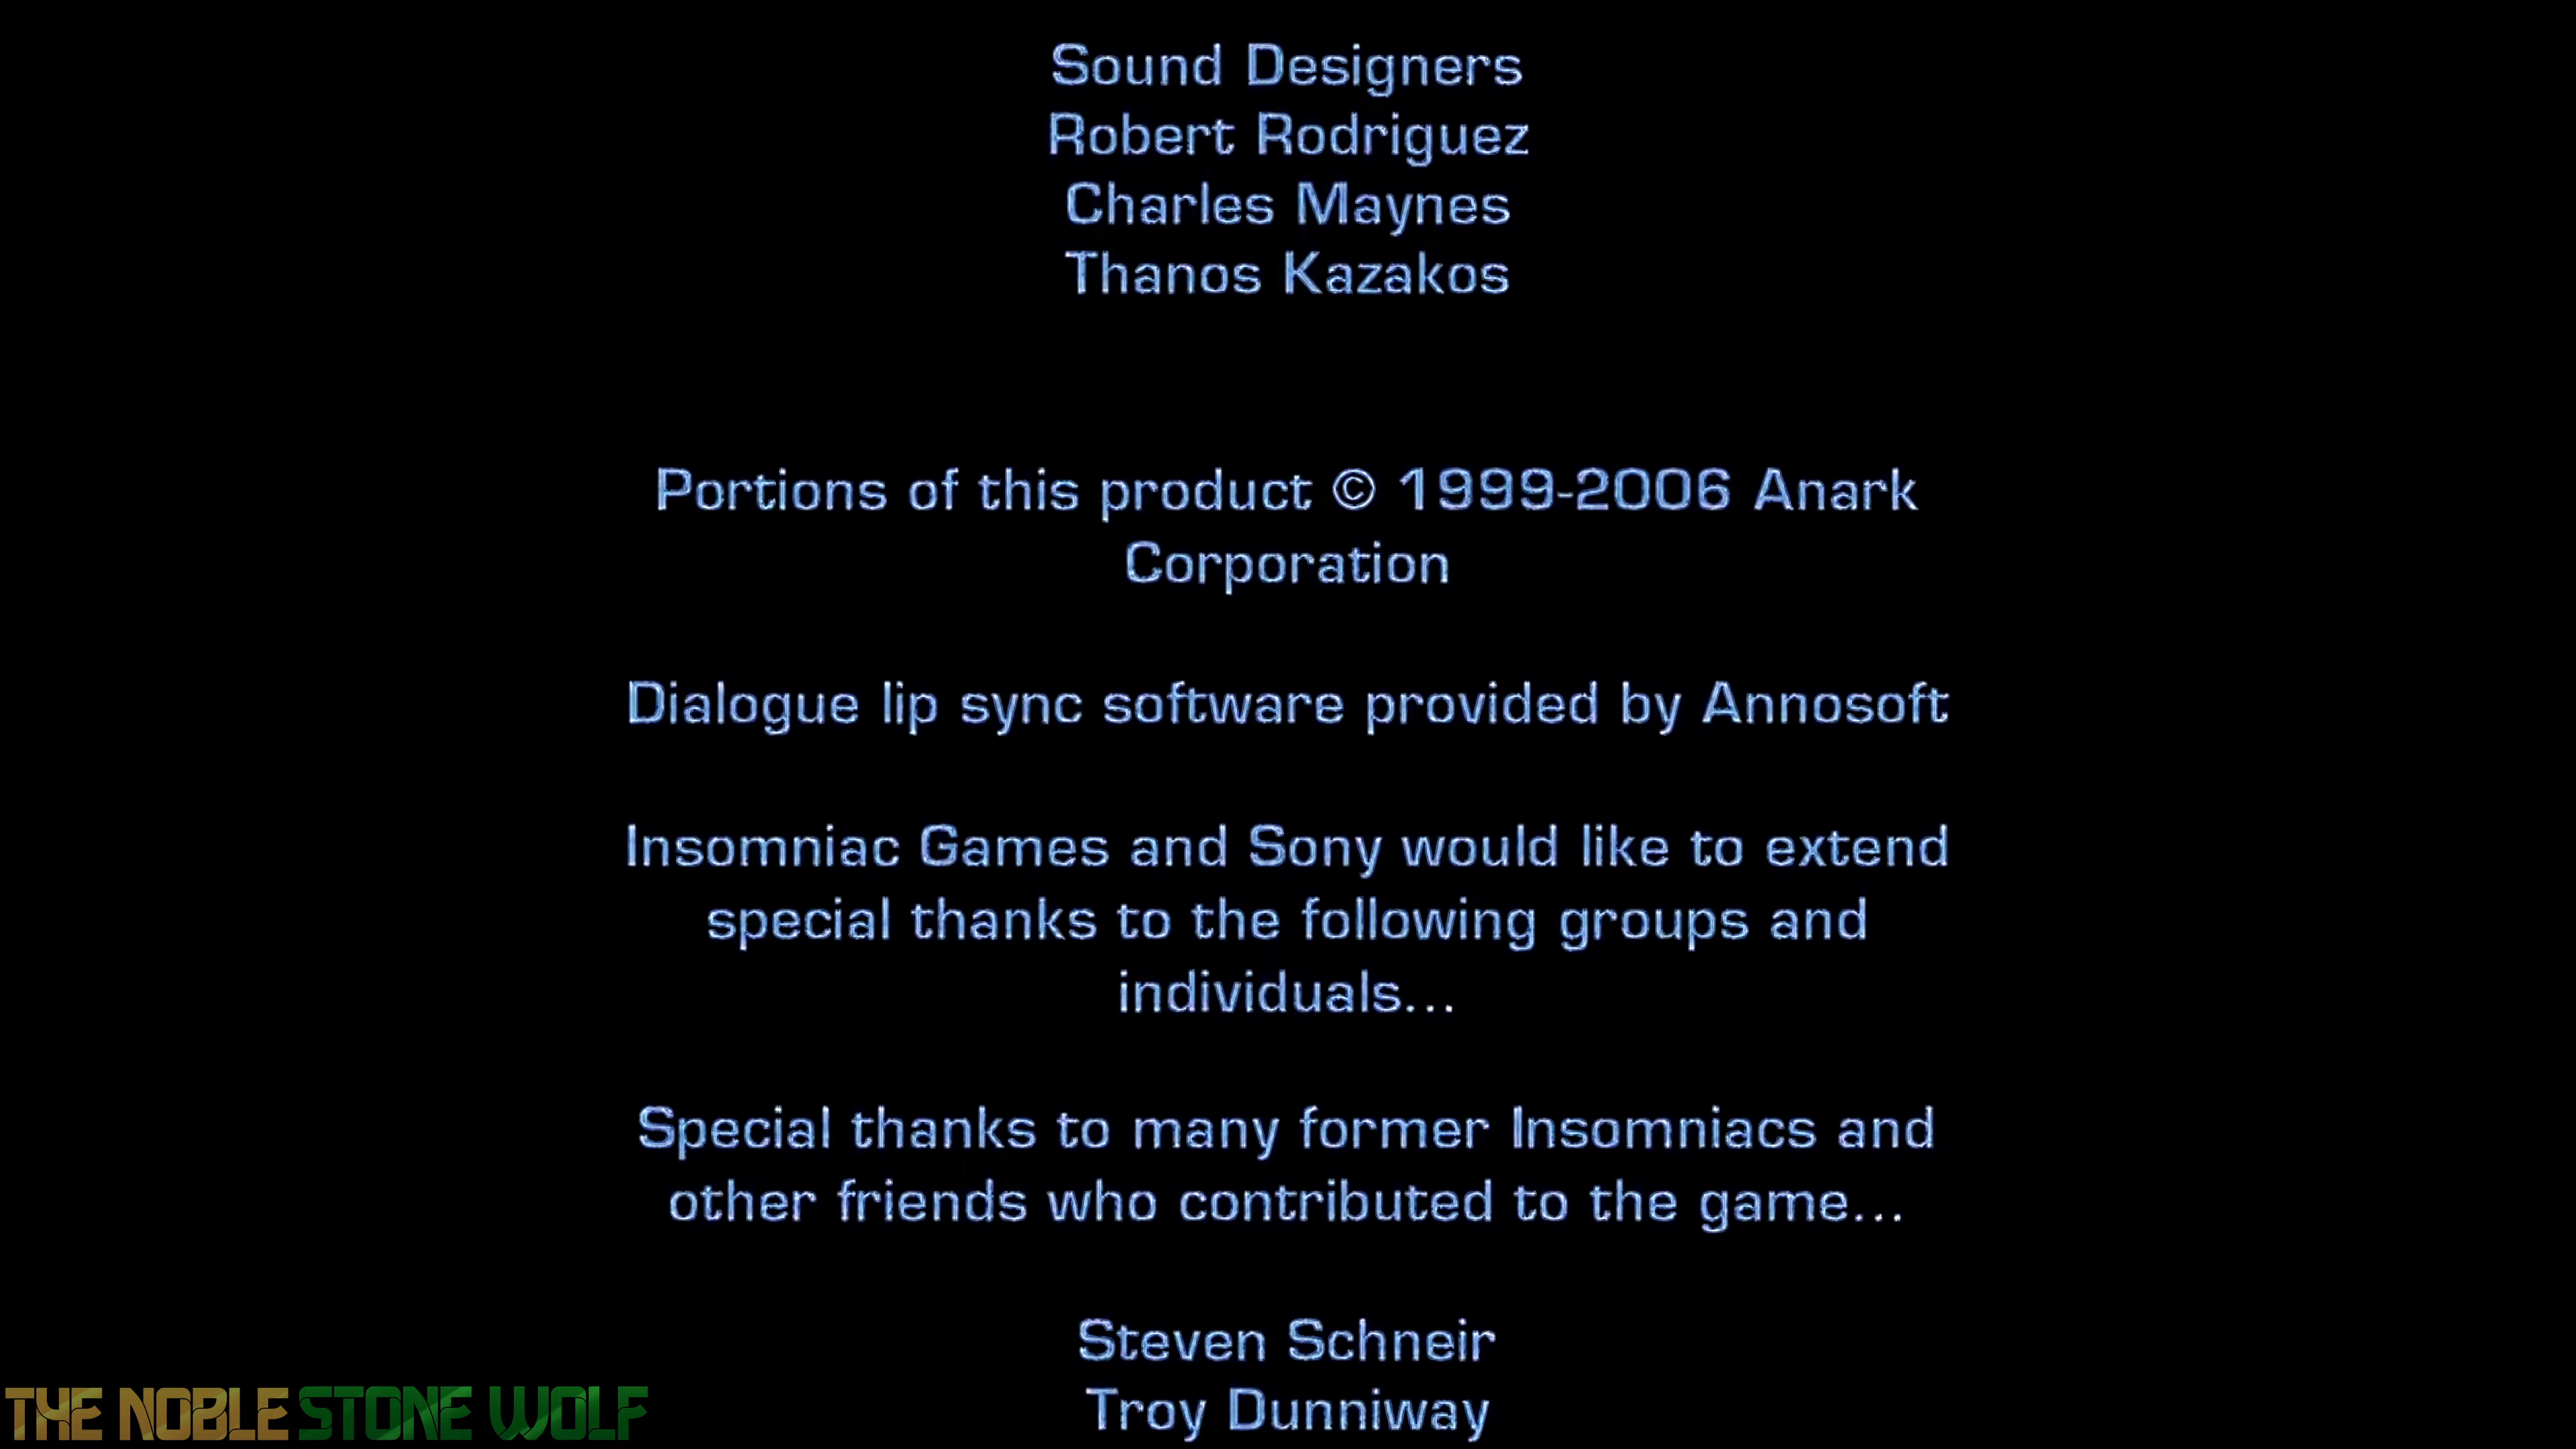 Sound Designers
Robert Rodriguez
Charles Maynes
Thanos Kazakos
Portions of this product © 1999-2006 Anark
Corporation
Dialogue lip sync software provided by Annosoft
Insomniac Games and Sony would like to extend
special thanks to the following groups and
individuals...
Special thanks to many former Insomniacs and
other friends who contributed to the game...
Steven Schneir
Troy Dunniway
THE NOBLE STONE WOLF